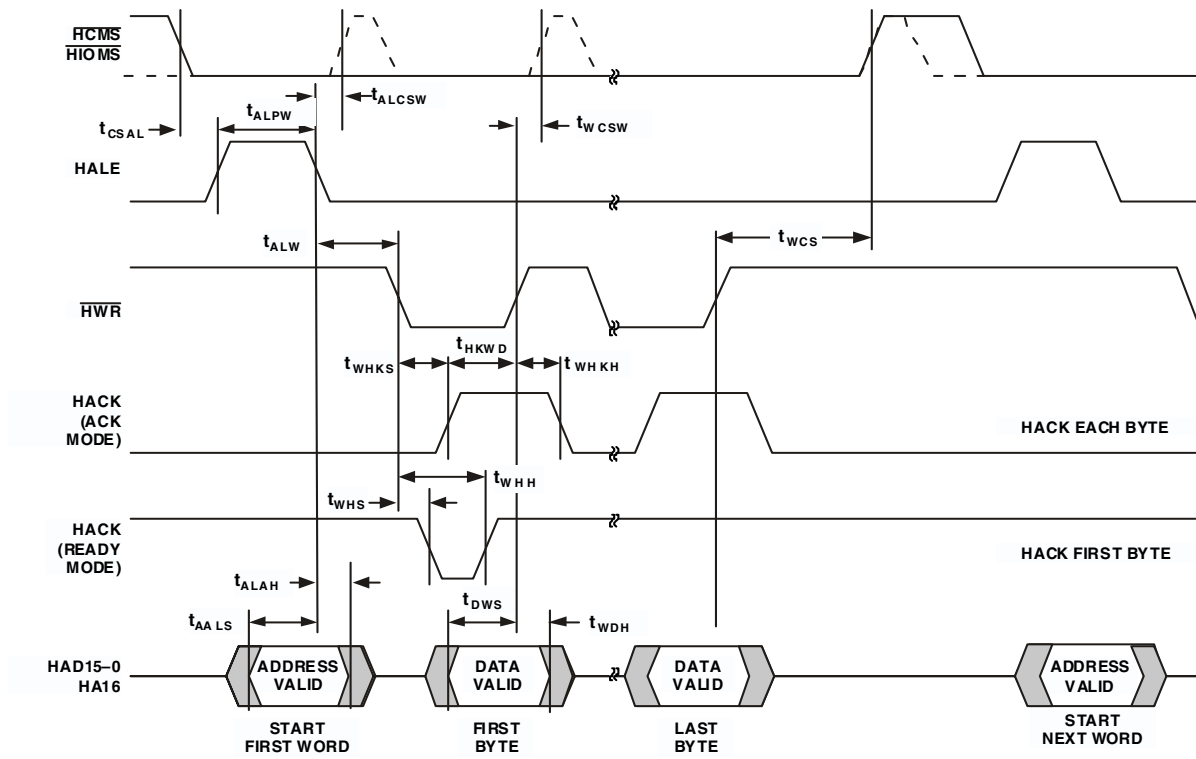 HCMS
HIOMS
tALCSW
tALPW
tCSAL
tWCSW
HALE
tALW
tWCS
HWR
tHKWD
tWHKS
tWHKH
HACK
(ACK
MODE)
HACK EACH BYTE
tWHH
tWHS
HACK
(READY
MODE)
HACK FIRST BYTE
tALAH
tDWS
tAALS
tWDH
HAD15–0
HA16
ADDRESS
VALID
DATA
VALID
DATA
VALID
ADDRESS
VALID
START
FIRST WORD
FIRST
BYTE
LAST
BYTE
START
NEXT WORD